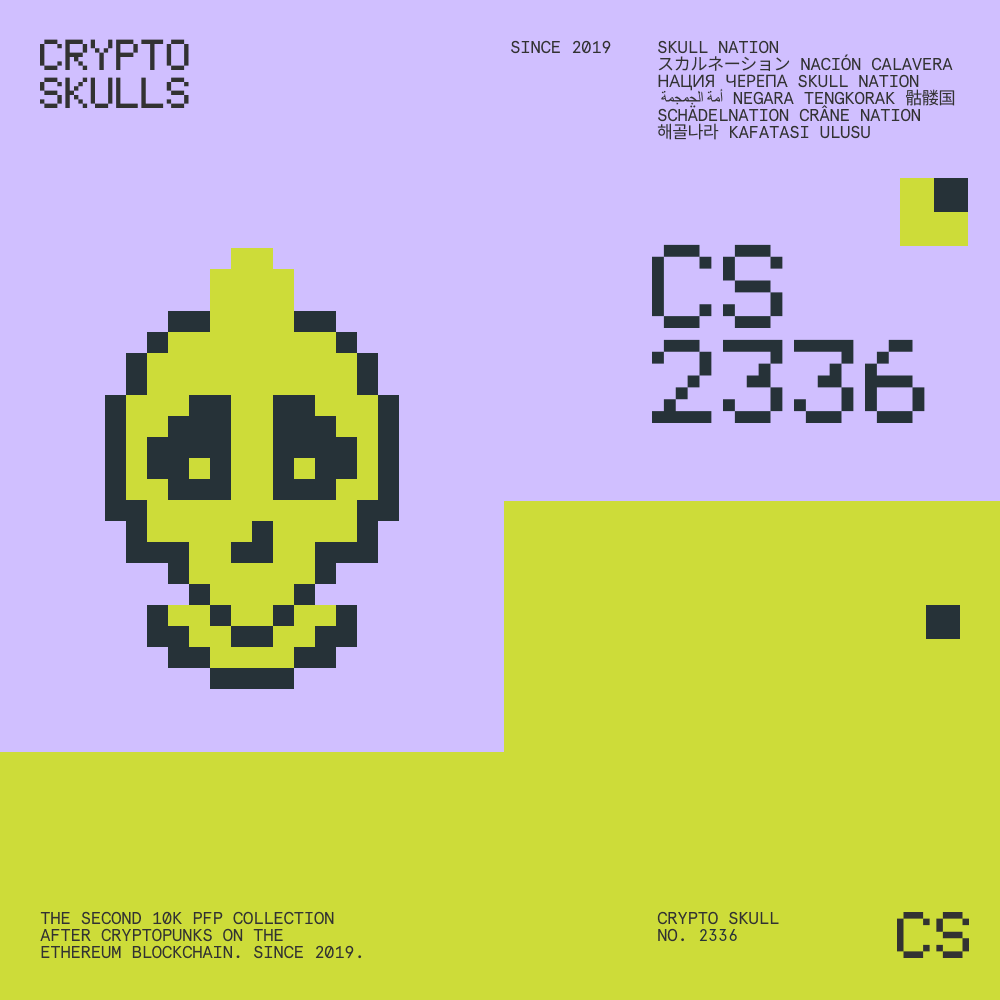 CRYPTO
SKULLS
SINCE 2019
SKULL NATION
スカルネーション NACIÓN CALAVERA
НАЦИЯ ЧЕРЕПА SKULL NATION
أمة الجمجمة NEGARA TENGKORAK 骷髅国
SCHÄDELNATION CRÂNE NATION
해골나라 KAFATASI ULUSU
CS
2336
THE SECOND 10K PFP COLLECTION
AFTER CRYPTOPUNKS ON THE
ETHEREUM BLOCKCHAIN. SINCE 2019.
CRYPTO SKULL
NO. 2336
CS